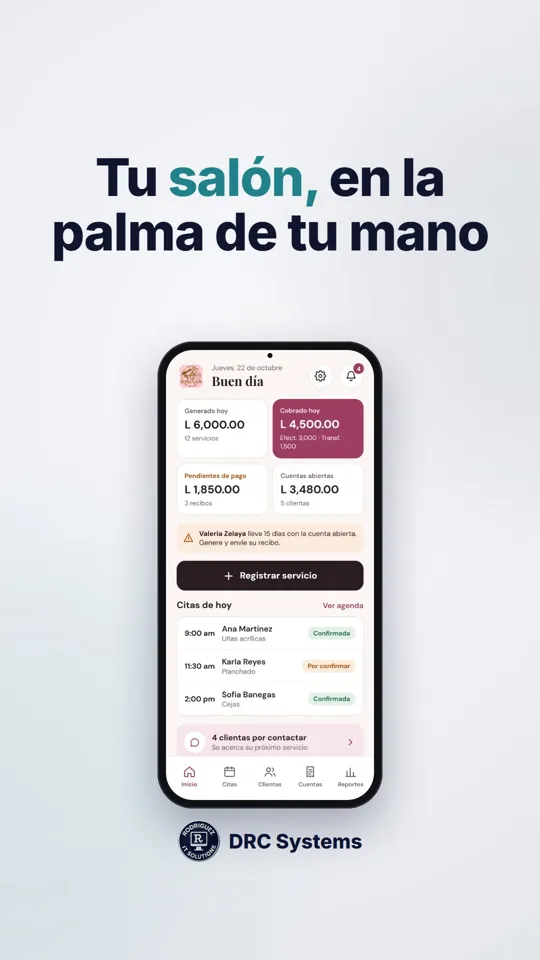 Tu salón, en la
palma de tu mano
Jueves, 22 de octubre
Buen día
4
Generado hoy
L 6,000.00
12 servicios
Cobrado hoy
L 4,500.00
Efect. 3,000 · Transf.
1,500
Pendientes de pago
L 1,850.00
3 recibos
Cuentas abiertas
L 3,480.00
5 clientas
Valeria Zelaya lleva 15 días con la cuenta abierta.
Genere y envíe su recibo.
+ Registrar servicio
Citas de hoy
Ver agenda
9:00 am
Ana Martínez
Uñas acrílicas
Confirmada
11:30 am
Karla Reyes
Planchado
Por confirmar
2:00 pm
Sofía Banegas
Cejas
Confirmada
4 clientas por contactar
Se acerca su próximo servicio
Inicio
Citas
Clientas
Cuentas
Reportes
RODRIGUEZ
R
IT SOLUTIONS
DRC Systems